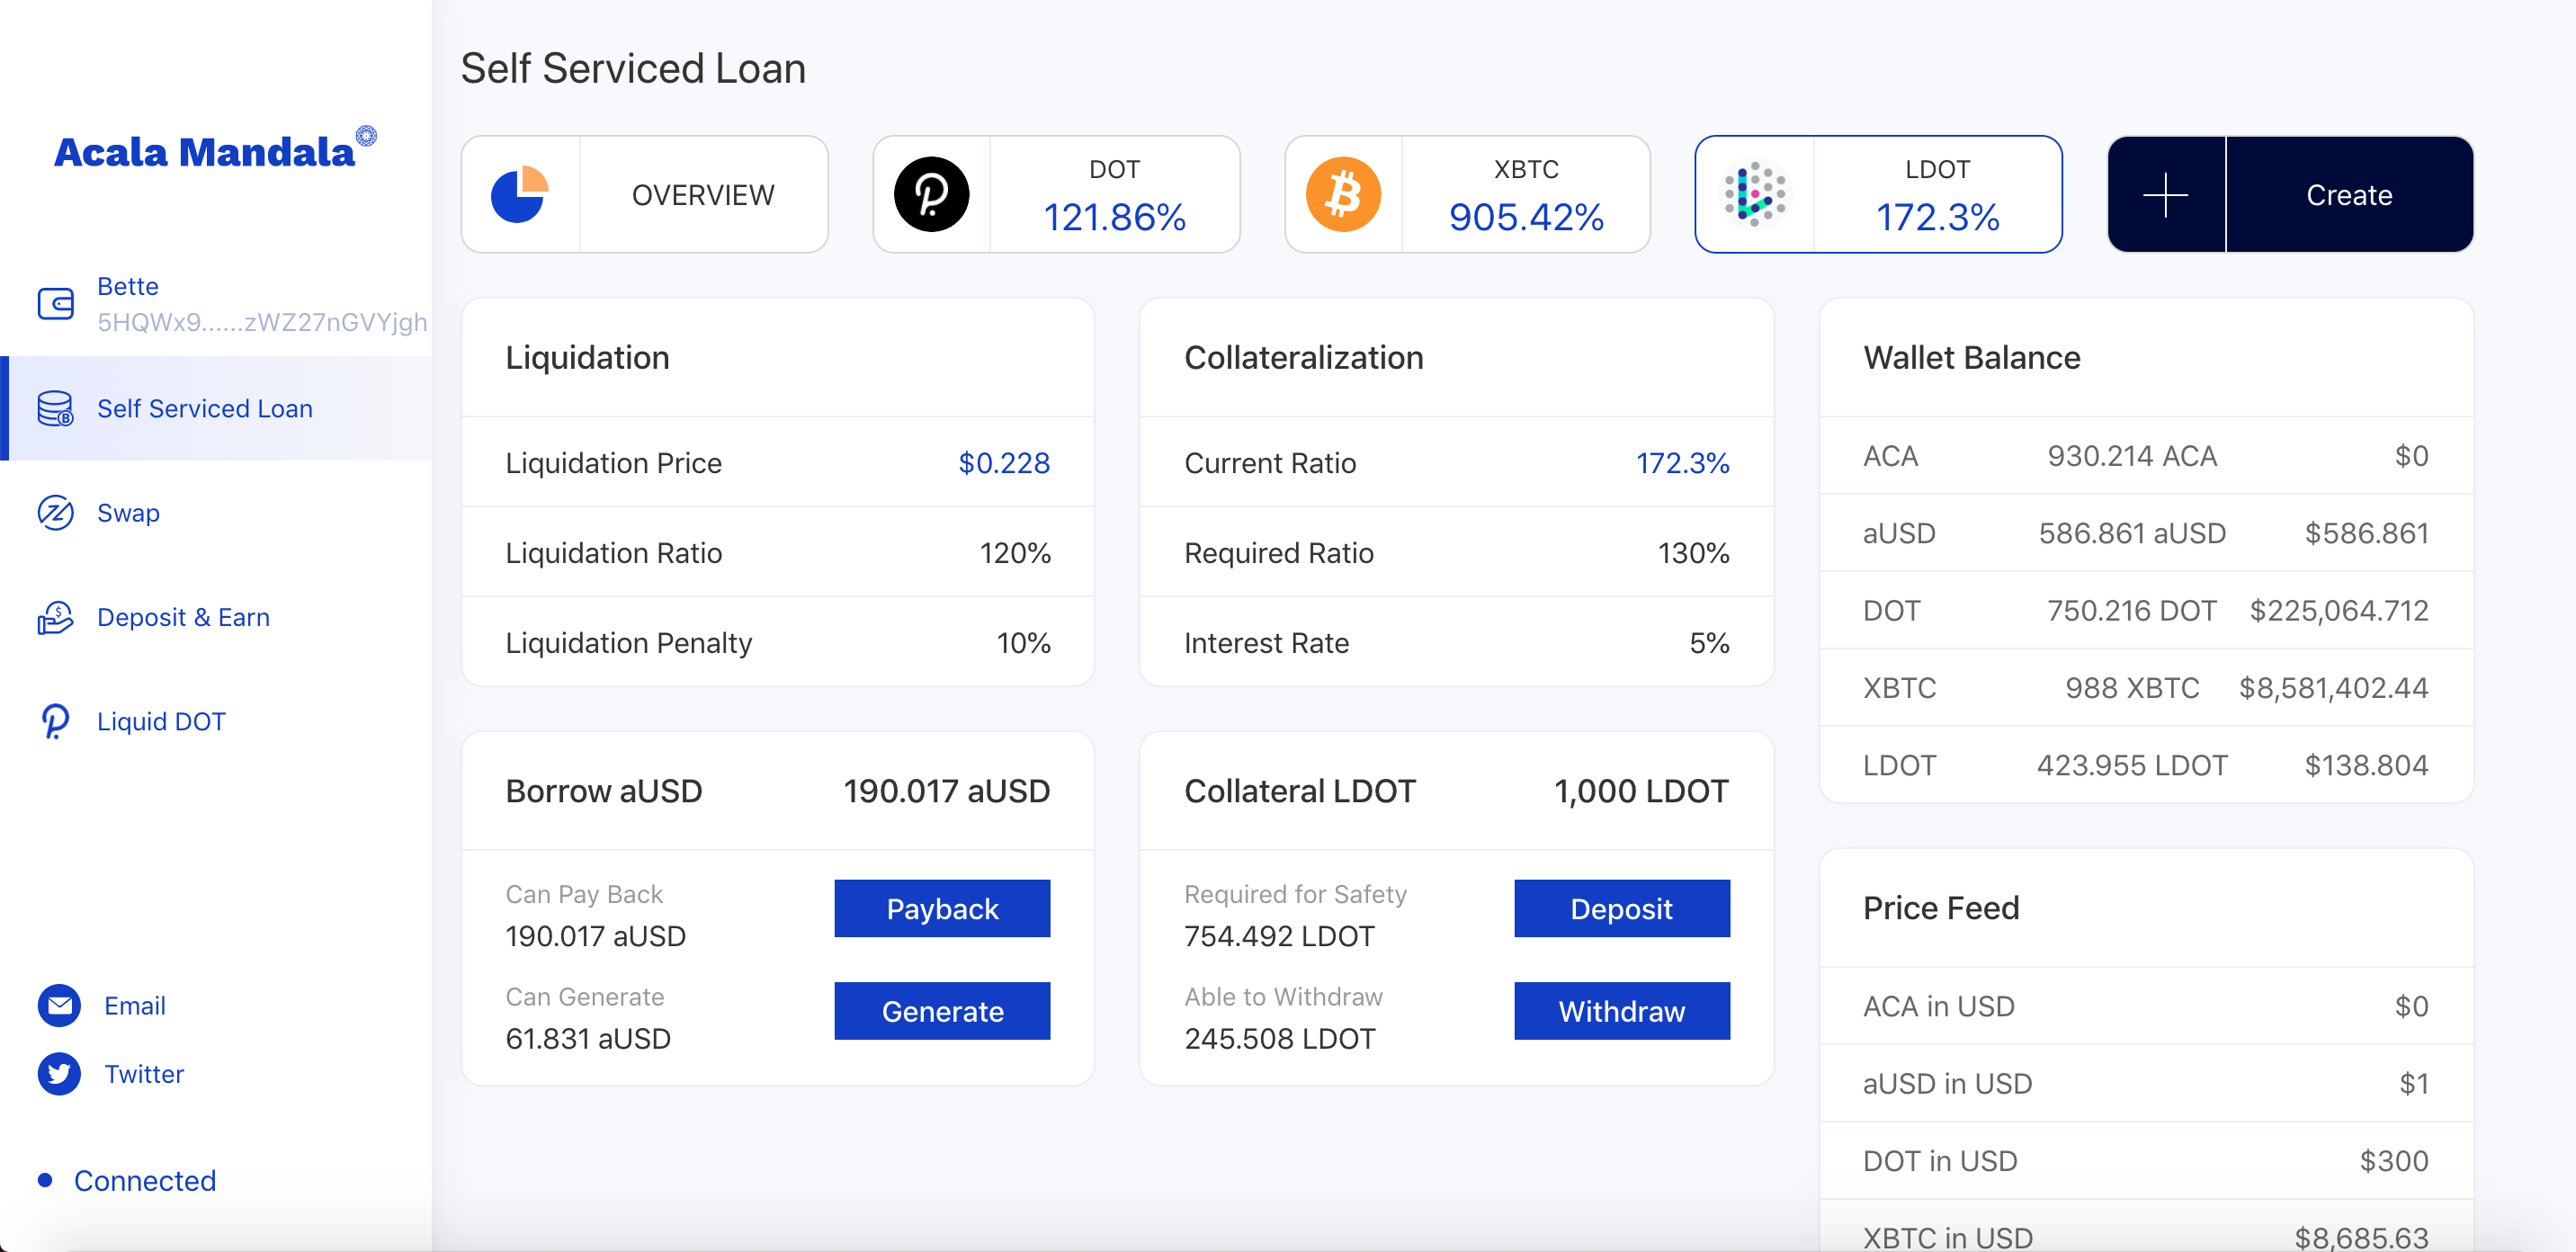 Acala Mandala
Bette
5HQWx9......zWZ27nGVYjgh
Self Serviced Loan
Swap
Deposit & Earn
Liquid DOT
Email
Twitter
Connected
Self Serviced Loan
OVERVIEW
DOT
121.86%
XBTC
905.42%
LDOT
172.3%
Create
Liquidation
Liquidation Price $0.228
Liquidation Ratio 120%
Liquidation Penalty 10%
Collateralization
Current Ratio 172.3%
Required Ratio 130%
Interest Rate 5%
Borrow aUSD 190.017 aUSD
Can Pay Back
190.017 aUSD
Payback
Can Generate
61.831 aUSD
Generate
Collateral LDOT 1,000 LDOT
Required for Safety
754.492 LDOT
Deposit
Able to Withdraw
245.508 LDOT
Withdraw
Wallet Balance
ACA 930.214 ACA $0
aUSD 586.861 aUSD $586.861
DOT 750.216 DOT $225,064.712
XBTC 988 XBTC $8,581,402.44
LDOT 423.955 LDOT $138.804
Price Feed
ACA in USD $0
aUSD in USD $1
DOT in USD $300
XBTC in USD $8,685.63